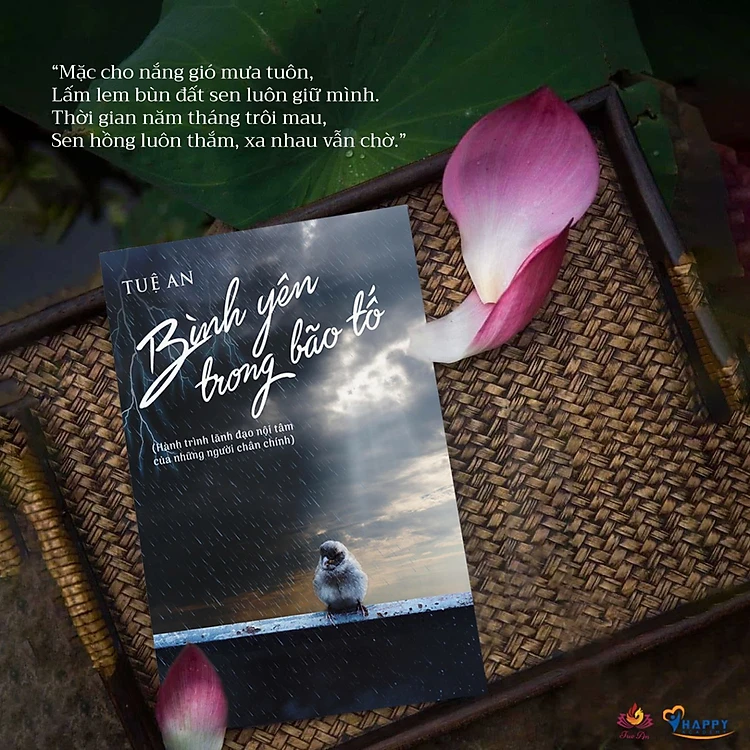 “Mặc cho nắng gió mưa tuôn,
Lấm lem bùn đất sen luôn giữ mình.
Thời gian năm tháng trôi mau,
Sen hồng luôn thắm, xa nhau vẫn chờ.”
TUỆ AN
Bình yên
trong bão tố
(Hành trình lãnh đạo nội tâm
của những người chân chính)
HAPPY
ACADEMY